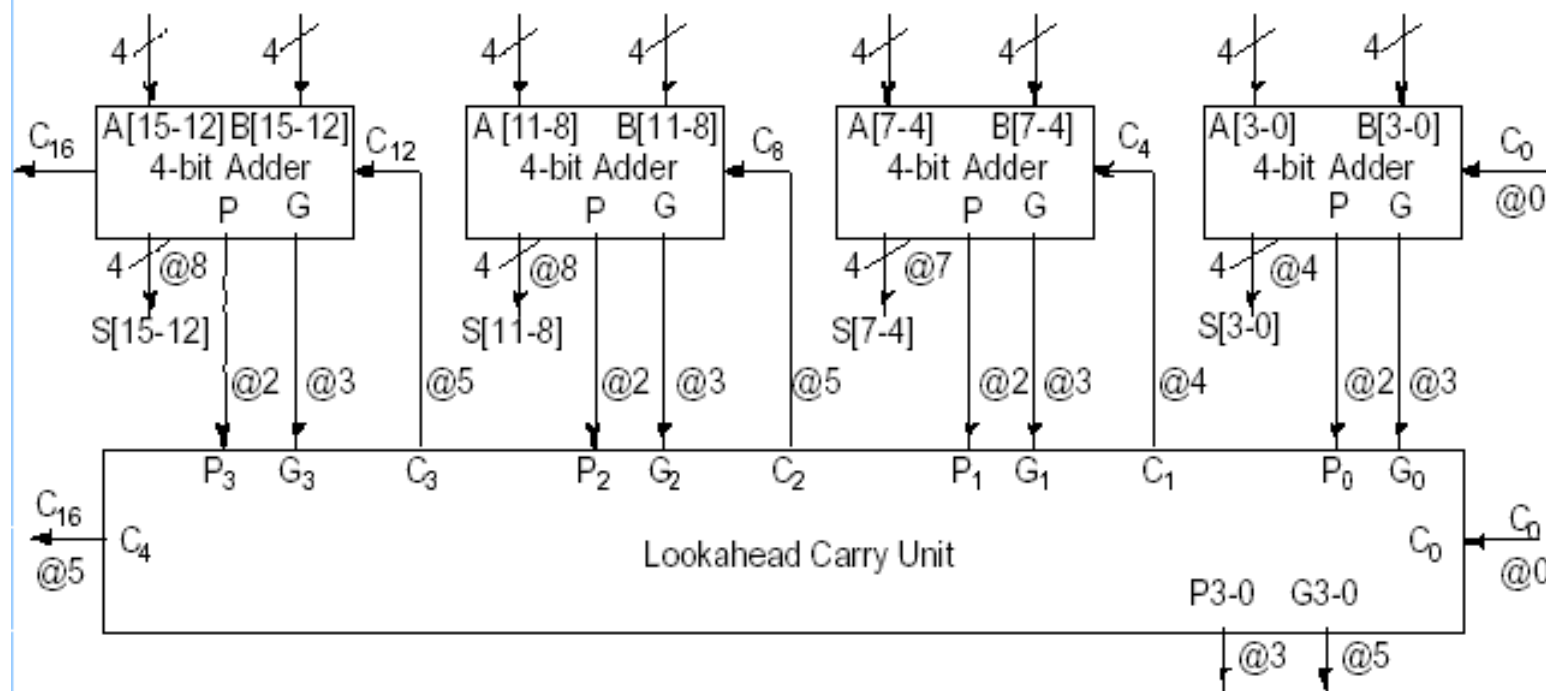 4 4 4 4 4 4 4 4
A[15-12] B[15-12] A [11-8] B[11-8] A[7-4] B[7-4] A[3-0] B[3-0]
C16 C12 C8 C4 C0
4-bit Adder 4-bit Adder 4-bit Adder 4-bit Adder
P G P G P G P G @0
4 @8 4 @8 4 @7 4 @4
S[15-12] S[11-8] S[7-4] S[3-0]
@2 @3 @5 @2 @3 @5 @2 @3 @4 @2 @3
P3 G3 C3 P2 G2 C2 P1 G1 C1 P0 G0
C16 C0
C4 Lookahead Carry Unit C0
@5 @0
P3-0 G3-0
@3 @5